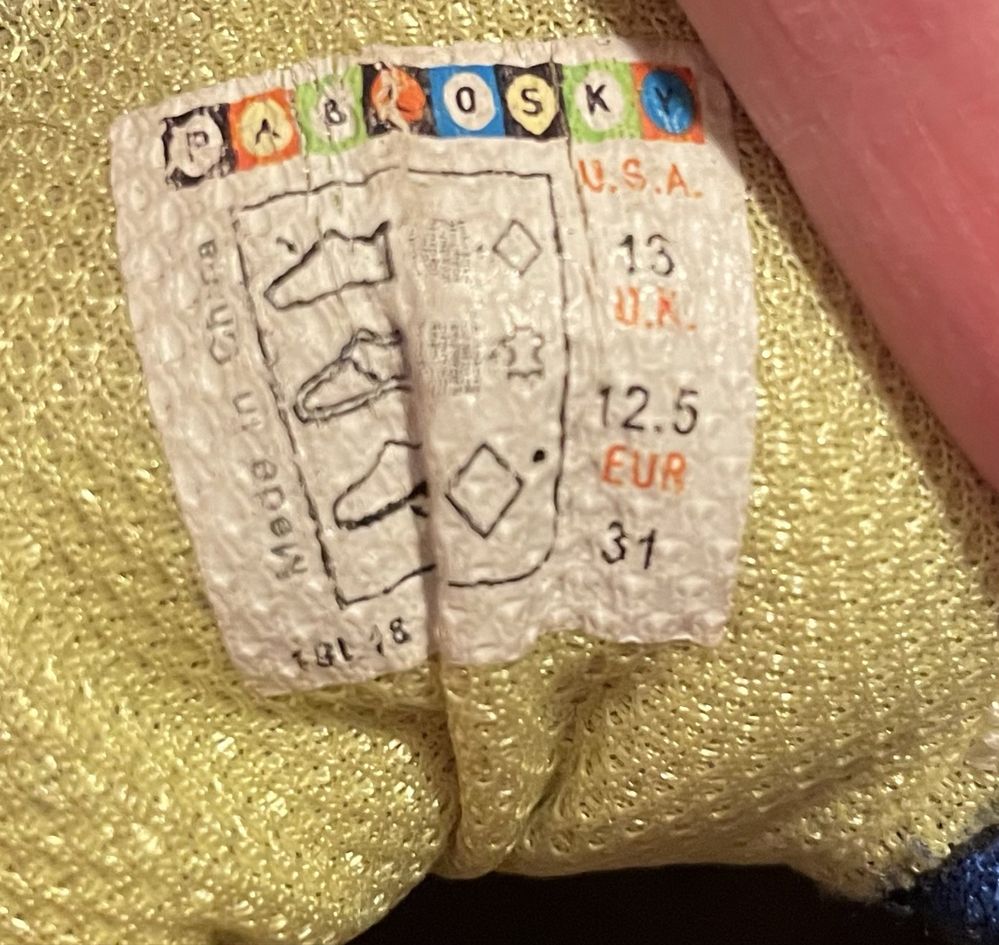 PABLOSKY
U.S.A.
13
U.K.
12.5
EUR
31
Made in China